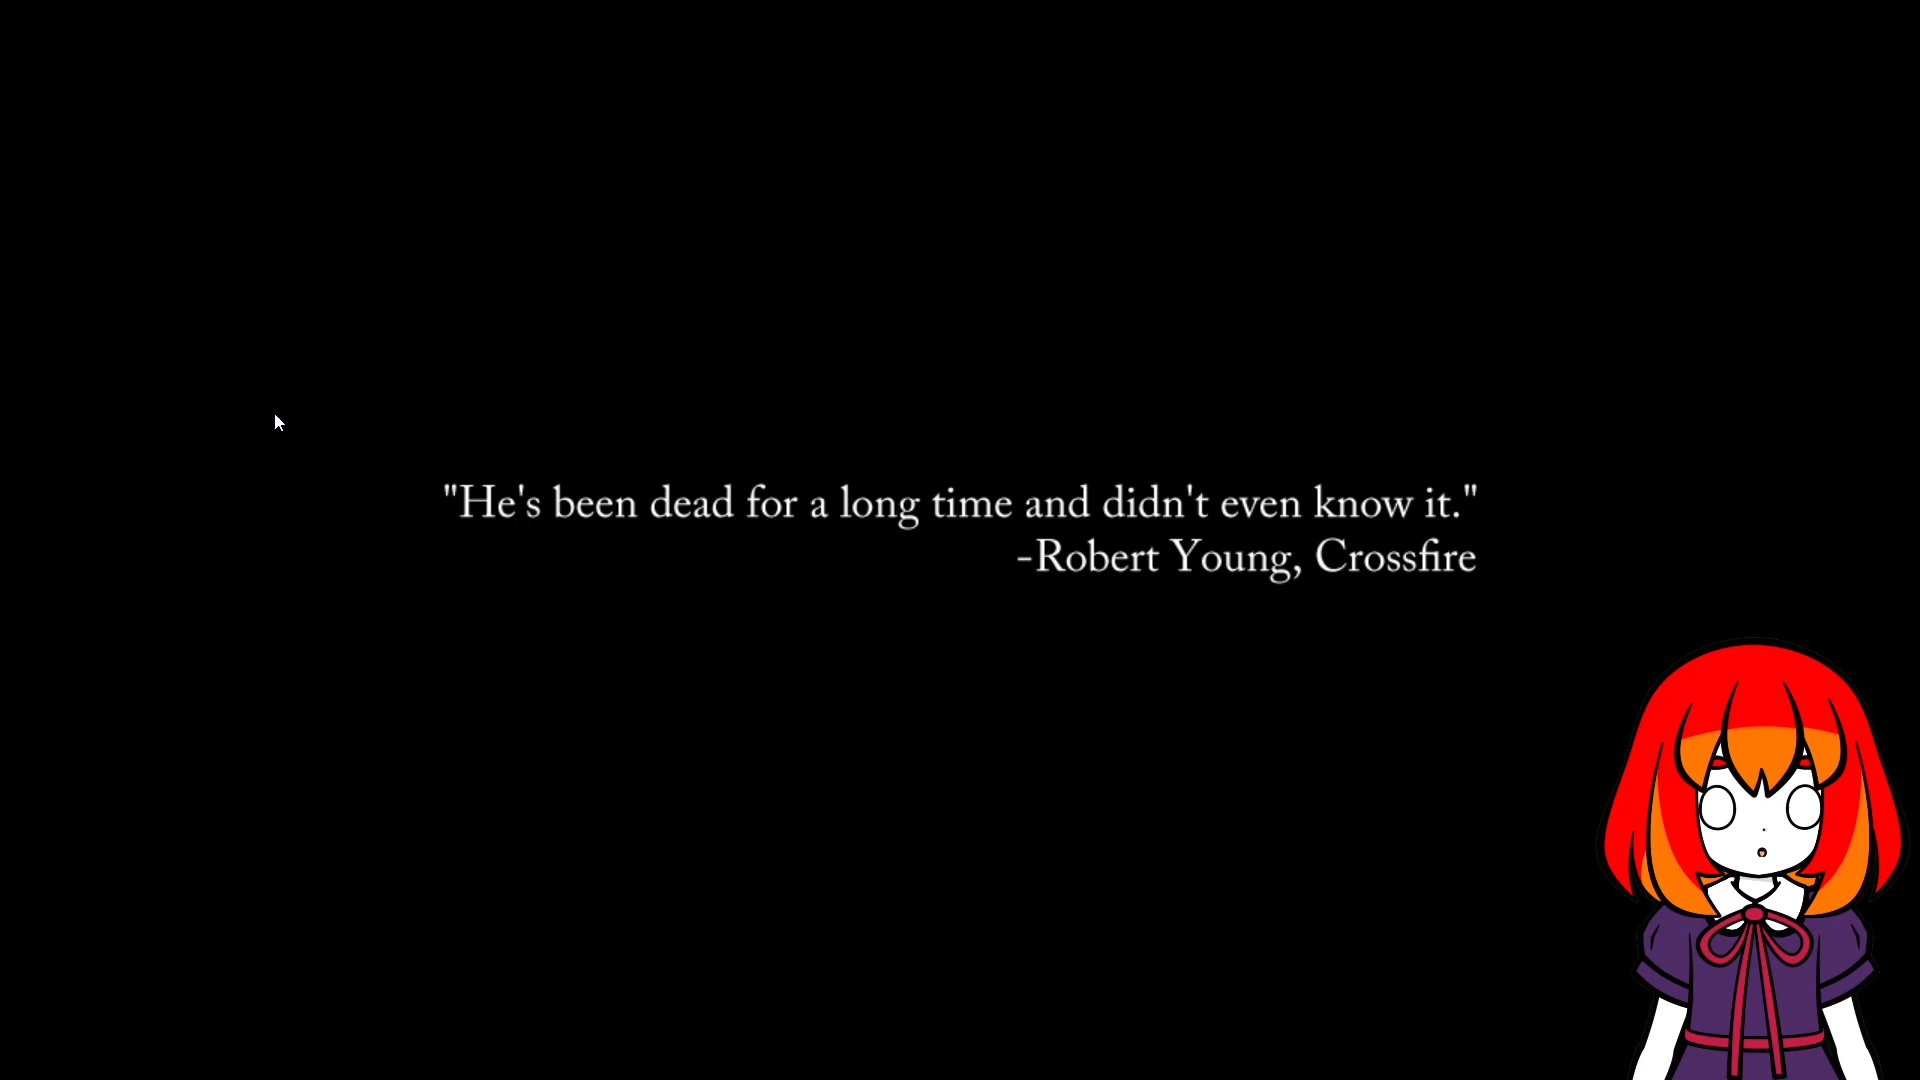 "He's been dead for a long time and didn't even know it."
-Robert Young, Crossfire